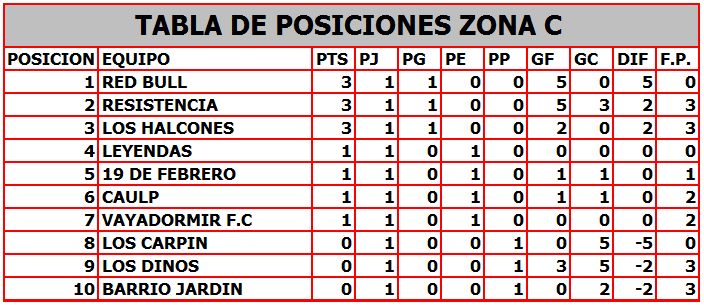 TABLA DE POSICIONES ZONA C
POSICION EQUIPO PTS PJ PG PE PP GF GC DIF F.P.
1 RED BULL 3 1 1 0 0 5 0 5 0
2 RESISTENCIA 3 1 1 0 0 5 3 2 3
3 LOS HALCONES 3 1 1 0 0 2 0 2 3
4 LEYENDAS 1 1 0 1 0 0 0 0 0
5 19 DE FEBRERO 1 1 0 1 0 1 1 0 1
6 CAULP 1 1 0 1 0 1 1 0 2
7 VAYADORMIR F.C 1 1 0 1 0 0 0 0 2
8 LOS CARPIN 0 1 0 0 1 0 5 -5 0
9 LOS DINOS 0 1 0 0 1 3 5 -2 3
10 BARRIO JARDIN 0 1 0 0 1 0 2 -2 3